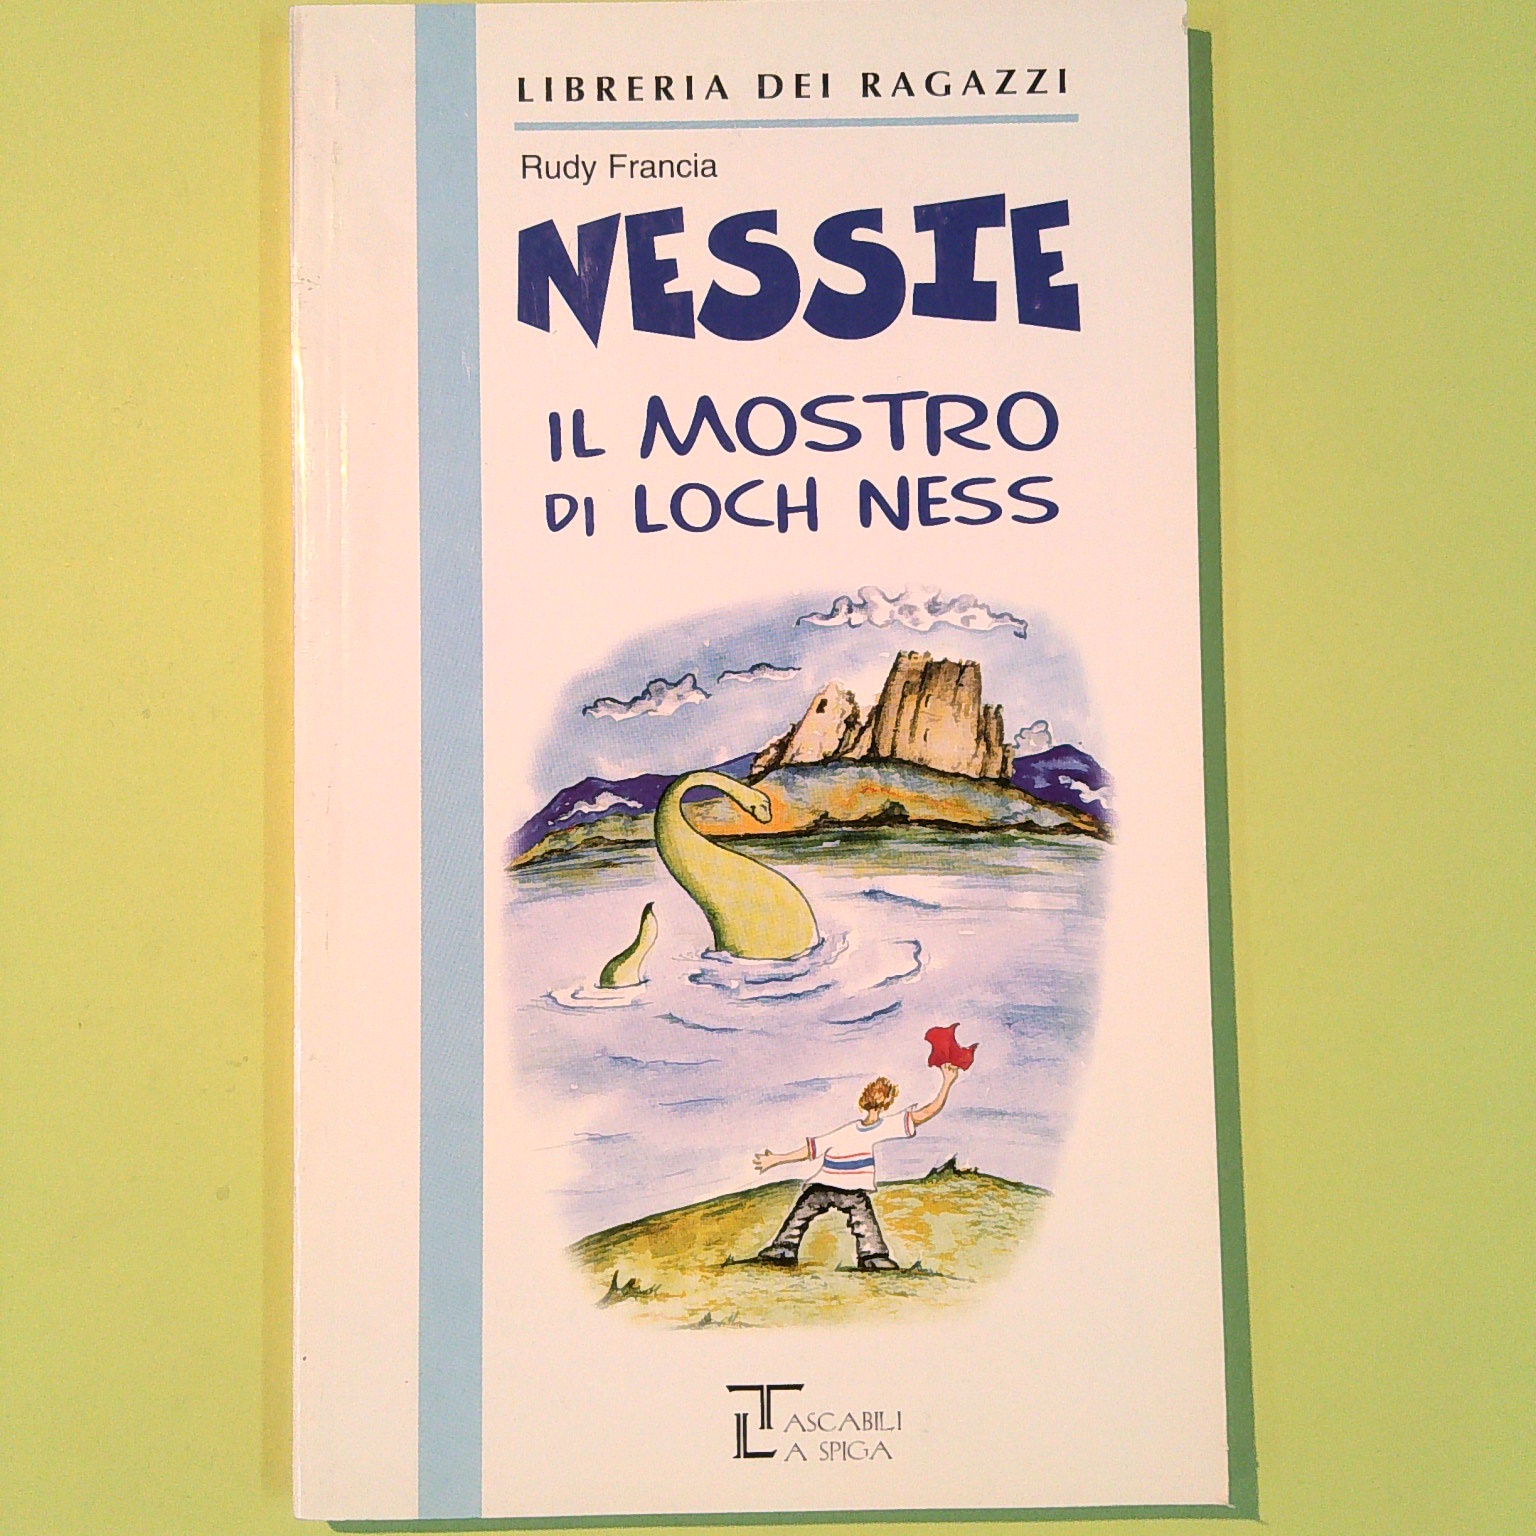 LIBRERIA DEI RAGAZZI
Rudy Francia
NESSIE
IL MOSTRO
DI LOCH NESS
TASCABILI
LA SPIGA